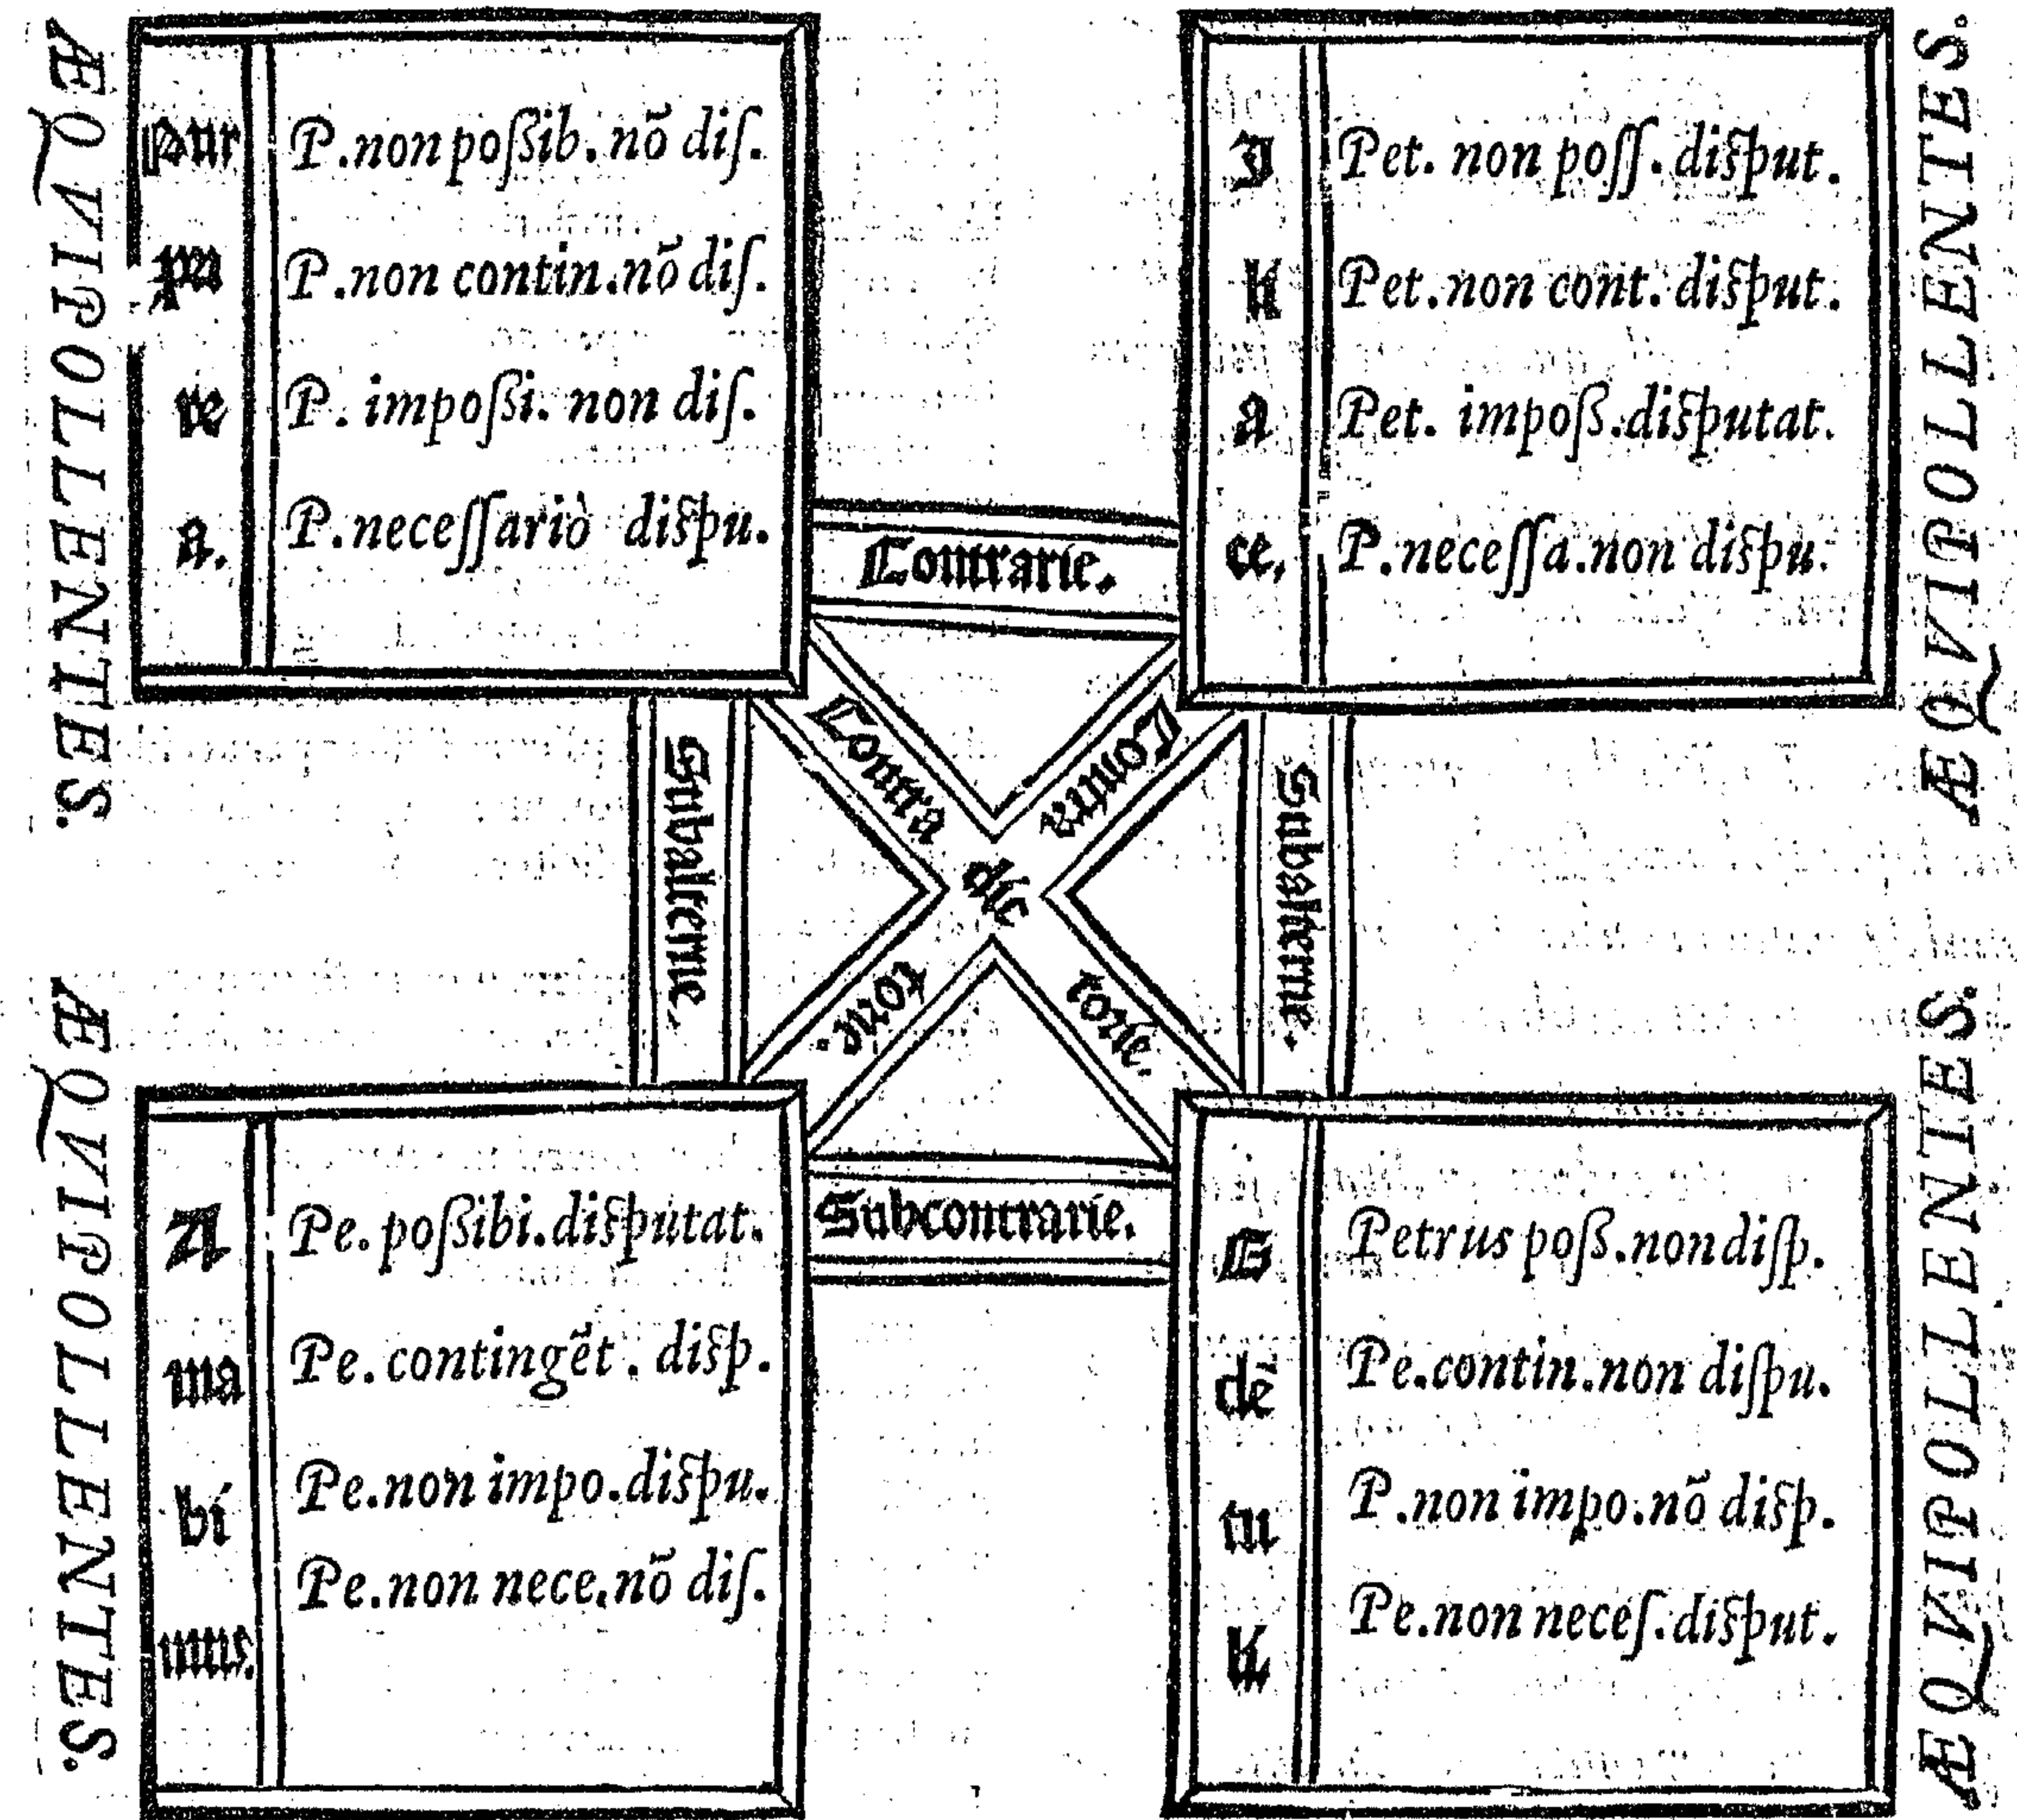 ÆQVIPOLLENTES.
Pur P. non poßib. nõ diſ.
pu P. non contin. nõ diſ.
re P. impoßi. non diſ.
a. P. neceſſariò diſpu.
Contrarie.
J Pet. non poſſ. diſput.
li Pet. non cont. diſput.
a Pet. impoß. diſputat.
ce, P. neceſſa. non diſpu.
ÆQVIPOLLENTES.
Subalterne.
Contra dic torie.
Contra torie.
Subalterne.
ÆQVIPOLLENTES.
A Pe. poßibi. diſputat.
ma Pe. contingẽt. diſp.
bi Pe. non impo. diſpu.
mus. Pe. non nece. nõ diſ.
Subcontrarie.
E Petrus poß. non diſp.
de Pe. contin. non diſpu.
tu P. non impo. nõ diſp.
li Pe. non neceſ. diſput.
ÆQVIPOLLENTES.